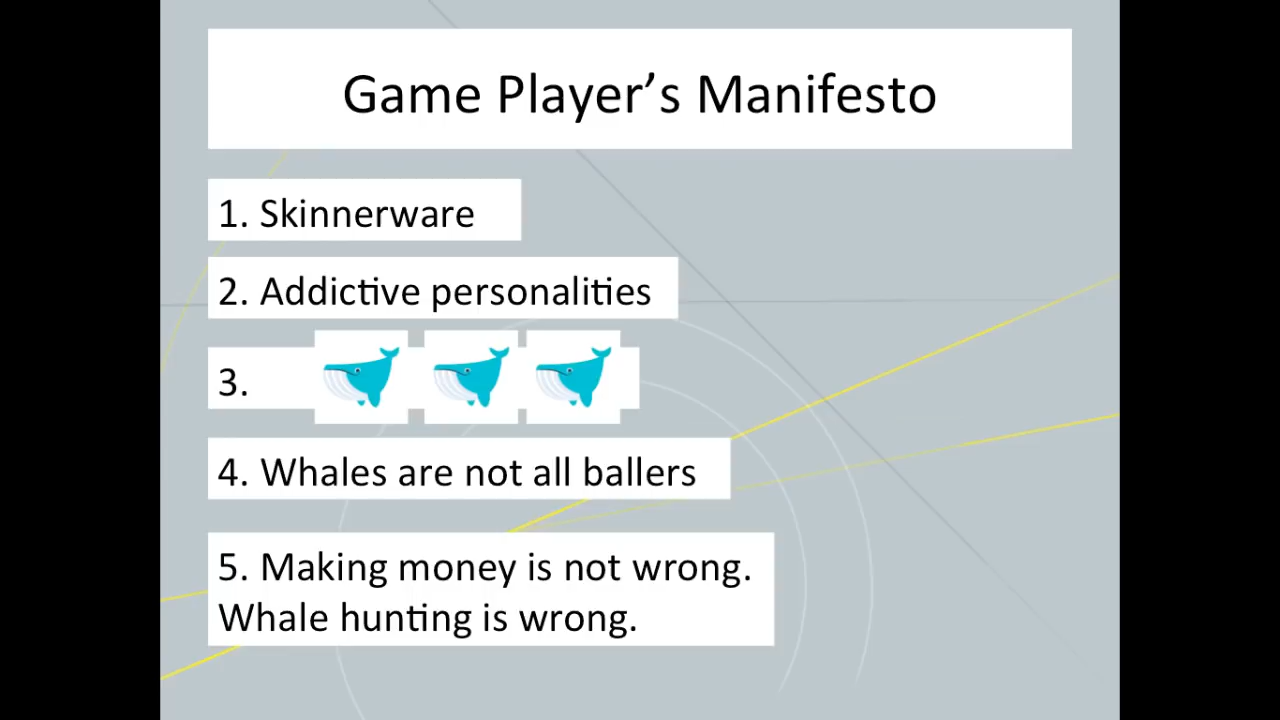 Game Player’s Manifesto
1. Skinnerware
2. Addictive personalities
3.
4. Whales are not all ballers
5. Making money is not wrong.
Whale hunting is wrong.